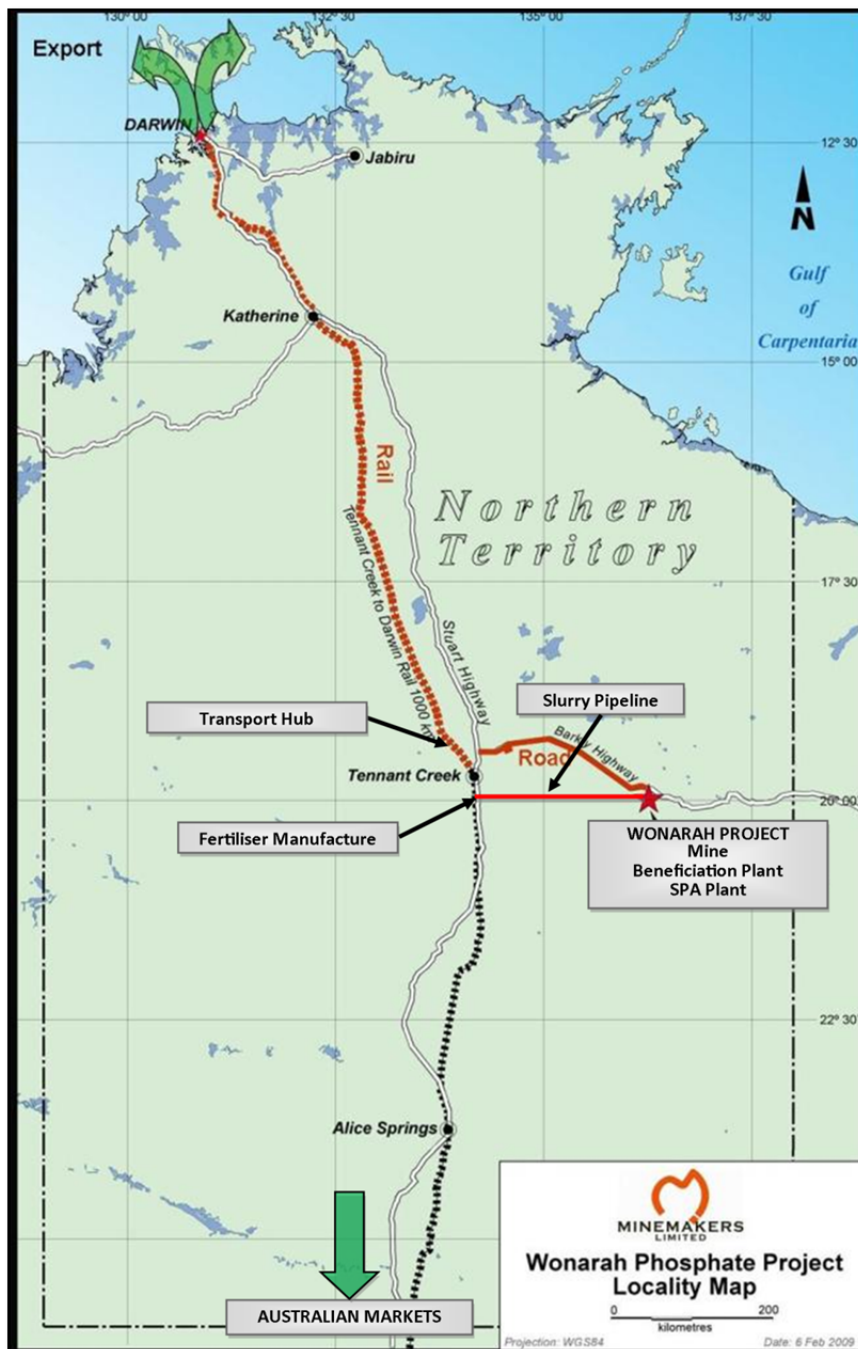 130° 00'
132° 30'
135° 00'
137° 30'
Export
DARWIN
Jabiru
12° 30'
N
Gulf
of
Carpentaria
Katherine
15° 00'
Rail
Northern
Territory
17° 30'
Tennant Creek to Darwin Rail 1000 km
Stuart Highway
Slurry Pipeline
Transport Hub
Barkly Highway
Road
Tennant Creek
20° 00'
Fertiliser Manufacture
WONARAH PROJECT
Mine
Beneficiation Plant
SPA Plant
22° 30'
Alice Springs
AUSTRALIAN MARKETS
MINEMAKERS
LIMITED
Wonarah Phosphate Project
Locality Map
0 200
kilometres
Projection: WGS84 Date: 6 Feb 2009